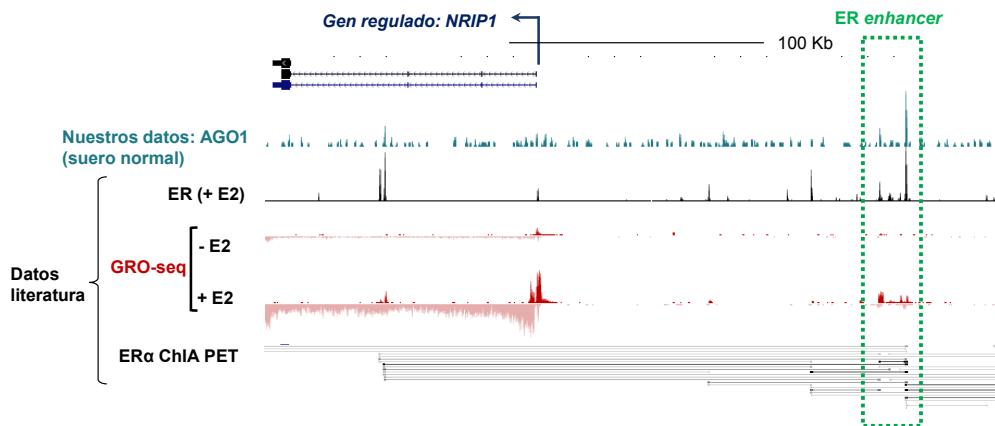 Gen regulado: NRIP1
ER enhancer
100 Kb
Nuestros datos: AGO1
(suero normal)
ER (+ E2)
- E2
GRO-seq
+ E2
Datos
literatura
ERα ChIA PET